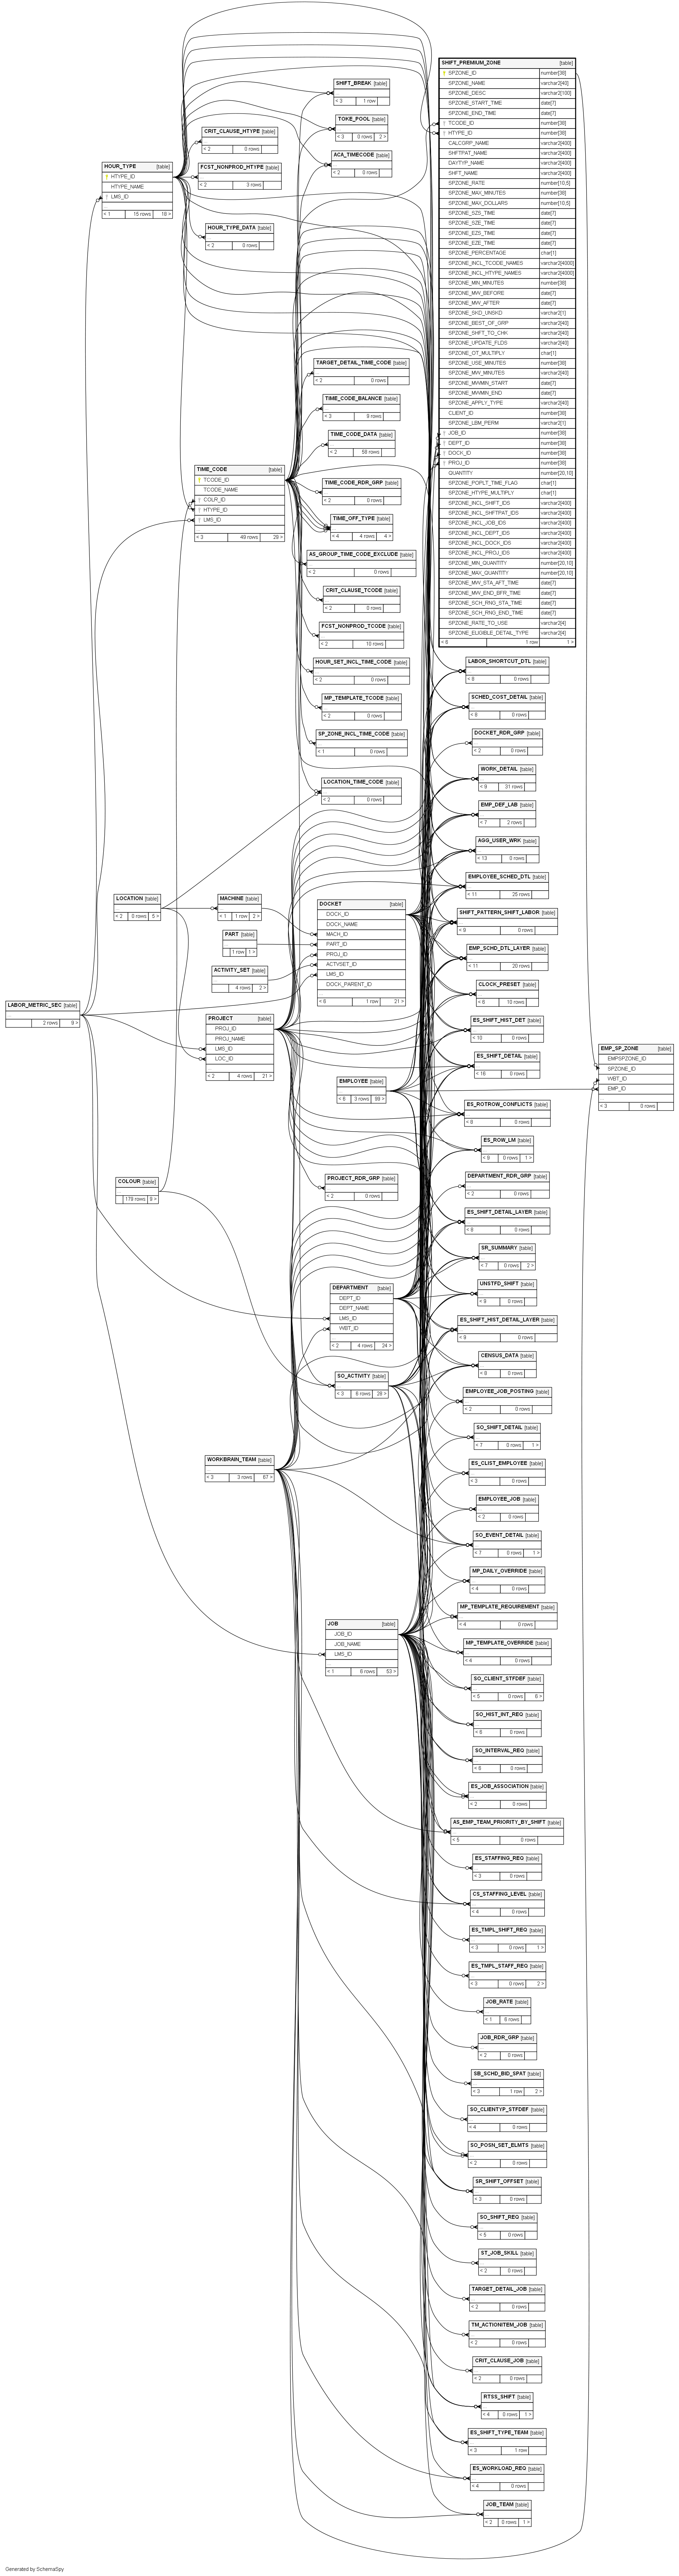 SHIFT_PREMIUM_ZONE [table]
SPZONE_ID number[38]
SPZONE_NAME varchar2[40]
SPZONE_DESC varchar2[100]
SPZONE_START_TIME date[7]
SPZONE_END_TIME date[7]
TCODE_ID number[38]
HTYPE_ID number[38]
CALCGRP_NAME varchar2[400]
SHFTPAT_NAME varchar2[400]
DAYTYP_NAME varchar2[400]
SHFT_NAME varchar2[400]
SPZONE_RATE number[10,5]
SPZONE_MAX_MINUTES number[38]
SPZONE_MAX_DOLLARS number[10,5]
SPZONE_SZS_TIME date[7]
SPZONE_SZE_TIME date[7]
SPZONE_EZS_TIME date[7]
SPZONE_EZE_TIME date[7]
SPZONE_PERCENTAGE char[1]
SPZONE_INCL_TCODE_NAMES varchar2[4000]
SPZONE_INCL_HTYPE_NAMES varchar2[4000]
SPZONE_MIN_MINUTES number[38]
SPZONE_MW_BEFORE date[7]
SPZONE_MW_AFTER date[7]
SPZONE_SKD_UNSKD varchar2[1]
SPZONE_BEST_OF_GRP varchar2[40]
SPZONE_SHFT_TO_CHK varchar2[40]
SPZONE_UPDATE_FLDS varchar2[40]
SPZONE_OT_MULTIPLY char[1]
SPZONE_USE_MINUTES number[38]
SPZONE_MW_MINUTES varchar2[40]
SPZONE_MWMIN_START date[7]
SPZONE_MWMIN_END date[7]
SPZONE_APPLY_TYPE varchar2[40]
CLIENT_ID number[38]
SPZONE_LBM_PERM varchar2[1]
JOB_ID number[38]
DEPT_ID number[38]
DOCK_ID number[38]
PROJ_ID number[38]
QUANTITY number[20,10]
SPZONE_POPLT_TIME_FLAG char[1]
SPZONE_HTYPE_MULTIPLY char[1]
SPZONE_INCL_SHIFT_IDS varchar2[400]
SPZONE_INCL_SHFTPAT_IDS varchar2[400]
SPZONE_INCL_JOB_IDS varchar2[400]
SPZONE_INCL_DEPT_IDS varchar2[400]
SPZONE_INCL_DOCK_IDS varchar2[400]
SPZONE_INCL_PROJ_IDS varchar2[400]
SPZONE_MIN_QUANTITY number[20,10]
SPZONE_MAX_QUANTITY number[20,10]
SPZONE_MW_STA_AFT_TIME date[7]
SPZONE_MW_END_BFR_TIME date[7]
SPZONE_SCH_RNG_STA_TIME date[7]
SPZONE_SCH_RNG_END_TIME date[7]
SPZONE_RATE_TO_USE varchar2[4]
SPZONE_ELIGIBLE_DETAIL_TYPE varchar2[4]
< 6 1 row 1 >
SHIFT_BREAK [table]
< 3 1 row
TOKE_POOL [table]
< 3 0 rows 2 >
CRIT_CLAUSE_HTYPE [table]
< 2 0 rows
ACA_TIMECODE [table]
< 2 0 rows
HOUR_TYPE [table]
HTYPE_ID
HTYPE_NAME
LMS_ID
< 1 15 rows 18 >
FCST_NONPROD_HTYPE [table]
< 2 3 rows
HOUR_TYPE_DATA [table]
< 2 0 rows
TARGET_DETAIL_TIME_CODE [table]
< 2 0 rows
TIME_CODE_BALANCE [table]
< 3 9 rows
TIME_CODE_DATA [table]
< 2 58 rows
TIME_CODE [table]
TCODE_ID
TCODE_NAME
COLR_ID
HTYPE_ID
LMS_ID
< 3 49 rows 29 >
TIME_CODE_RDR_GRP [table]
< 2 0 rows
TIME_OFF_TYPE [table]
< 4 4 rows 4 >
AS_GROUP_TIME_CODE_EXCLUDE [table]
< 2 0 rows
CRIT_CLAUSE_TCODE [table]
< 2 0 rows
FCST_NONPROD_TCODE [table]
< 2 10 rows
HOUR_SET_INCL_TIME_CODE [table]
< 2 0 rows
MP_TEMPLATE_TCODE [table]
< 2 0 rows
SP_ZONE_INCL_TIME_CODE [table]
< 1 0 rows
LOCATION_TIME_CODE [table]
< 2 0 rows
LABOR_SHORTCUT_DTL [table]
< 8 0 rows
SCHED_COST_DETAIL [table]
< 8 0 rows
DOCKET_RDR_GRP [table]
< 2 0 rows
WORK_DETAIL [table]
< 9 31 rows
EMP_DEF_LAB [table]
< 7 2 rows
AGG_USER_WRK [table]
< 13 0 rows
EMPLOYEE_SCHED_DTL [table]
< 11 25 rows
SHIFT_PATTERN_SHIFT_LABOR [table]
< 9 0 rows
EMP_SCHD_DTL_LAYER [table]
< 11 20 rows
CLOCK_PRESET [table]
< 6 10 rows
ES_SHIFT_HIST_DET [table]
< 10 0 rows
ES_SHIFT_DETAIL [table]
< 16 0 rows
LOCATION [table]
< 2 0 rows 5 >
MACHINE [table]
< 1 1 row 2 >
PART [table]
1 row 1 >
ACTIVITY_SET [table]
4 rows 2 >
DOCKET [table]
DOCK_ID
DOCK_NAME
MACH_ID
PART_ID
PROJ_ID
ACTVSET_ID
LMS_ID
DOCK_PARENT_ID
< 6 1 row 21 >
LABOR_METRIC_SEC [table]
2 rows 9 >
PROJECT [table]
PROJ_ID
PROJ_NAME
LMS_ID
LOC_ID
< 2 4 rows 21 >
EMP_SP_ZONE [table]
EMPSPZONE_ID
SPZONE_ID
WBT_ID
EMP_ID
< 3 0 rows
EMPLOYEE [table]
< 6 3 rows 99 >
ES_ROTROW_CONFLICTS [table]
< 8 0 rows
ES_ROW_LM [table]
< 9 0 rows 1 >
COLOUR [table]
179 rows 8 >
PROJECT_RDR_GRP [table]
< 2 0 rows
DEPARTMENT_RDR_GRP [table]
< 2 0 rows
ES_SHIFT_DETAIL_LAYER [table]
< 8 0 rows
SR_SUMMARY [table]
< 7 0 rows 2 >
DEPARTMENT [table]
DEPT_ID
DEPT_NAME
LMS_ID
WBT_ID
< 2 4 rows 24 >
UNSTFD_SHIFT [table]
< 9 0 rows
ES_SHIFT_HIST_DETAIL_LAYER [table]
< 9 0 rows
CENSUS_DATA [table]
< 8 0 rows
SO_ACTIVITY [table]
< 3 6 rows 28 >
EMPLOYEE_JOB_POSTING [table]
< 2 0 rows
SO_SHIFT_DETAIL [table]
< 7 0 rows 1 >
WORKBRAIN_TEAM [table]
< 3 3 rows 67 >
ES_CLIST_EMPLOYEE [table]
< 3 0 rows
EMPLOYEE_JOB [table]
< 2 0 rows
SO_EVENT_DETAIL [table]
< 7 0 rows 1 >
MP_DAILY_OVERRIDE [table]
< 4 0 rows
MP_TEMPLATE_REQUIREMENT [table]
< 4 0 rows
JOB [table]
JOB_ID
JOB_NAME
LMS_ID
< 1 6 rows 53 >
MP_TEMPLATE_OVERRIDE [table]
< 4 0 rows
SO_CLIENT_STFDEF [table]
< 5 0 rows 6 >
SO_HIST_INT_REQ [table]
< 6 0 rows
SO_INTERVAL_REQ [table]
< 6 0 rows
ES_JOB_ASSOCIATION [table]
< 2 0 rows
AS_EMP_TEAM_PRIORITY_BY_SHIFT [table]
< 5 0 rows
ES_STAFFING_REQ [table]
< 3 0 rows
CS_STAFFING_LEVEL [table]
< 4 0 rows
ES_TMPL_SHIFT_REQ [table]
< 3 0 rows 1 >
ES_TMPL_STAFF_REQ [table]
< 3 0 rows 2 >
JOB_RATE [table]
< 1 6 rows
JOB_RDR_GRP [table]
< 2 0 rows
SB_SCHD_BID_SPAT [table]
< 3 1 row 2 >
SO_CLIENTYP_STFDEF [table]
< 4 0 rows
SO_POSN_SET_ELMTS [table]
< 2 0 rows
SR_SHIFT_OFFSET [table]
< 3 0 rows
SO_SHIFT_REQ [table]
< 5 0 rows
ST_JOB_SKILL [table]
< 2 0 rows
TARGET_DETAIL_JOB [table]
< 2 0 rows
TM_ACTIONITEM_JOB [table]
< 2 0 rows
CRIT_CLAUSE_JOB [table]
< 2 0 rows
RTSS_SHIFT [table]
< 4 0 rows 1 >
ES_SHIFT_TYPE_TEAM [table]
< 3 1 row
ES_WORKLOAD_REQ [table]
< 4 0 rows
JOB_TEAM [table]
< 2 0 rows 1 >
Generated by SchemaSpy